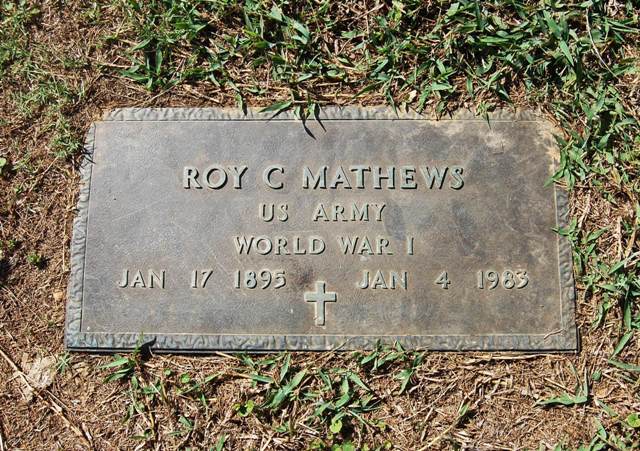 ROY C MATHEWS
US ARMY
WORLD WAR I
JAN 17 1895 JAN 4 1983